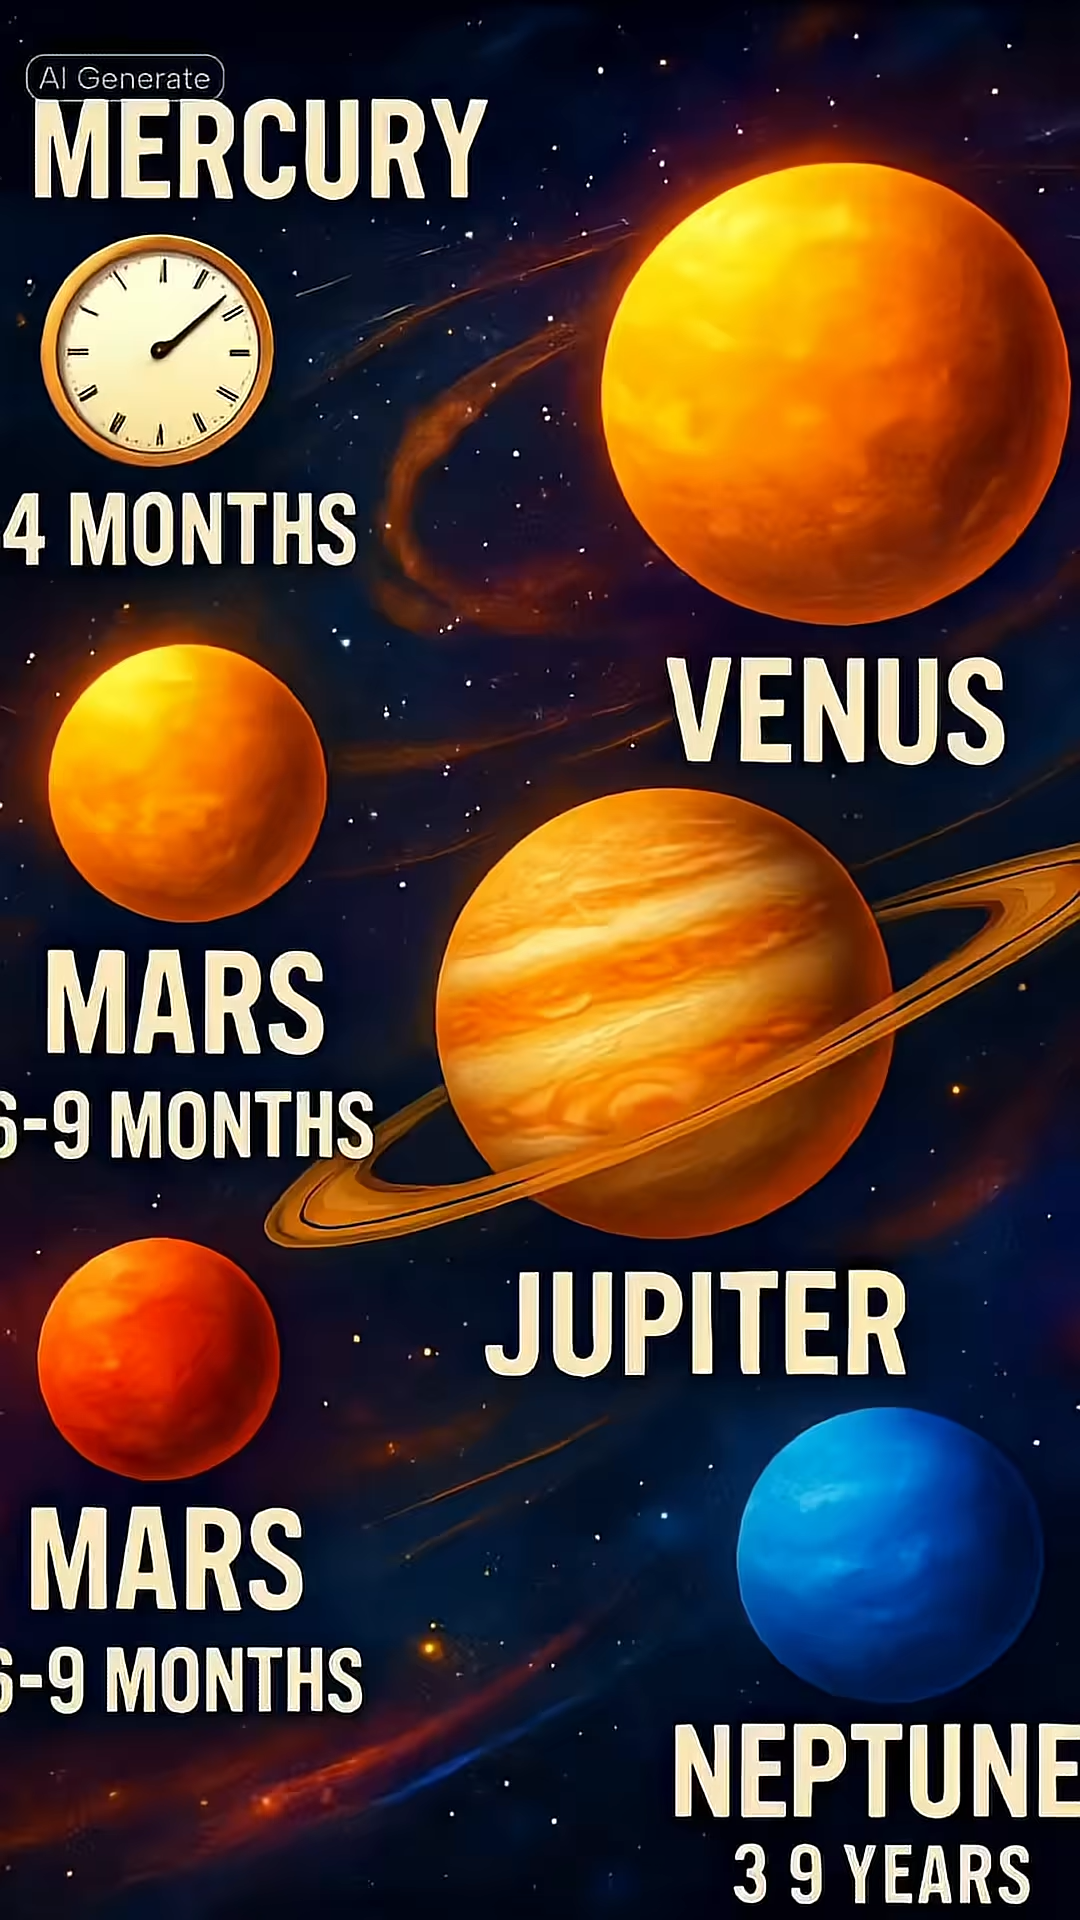 AI Generate
MERCURY
4 MONTHS
VENUS
MARS
6-9 MONTHS
JUPITER
MARS
6-9 MONTHS
NEPTUNE
3 9 YEARS